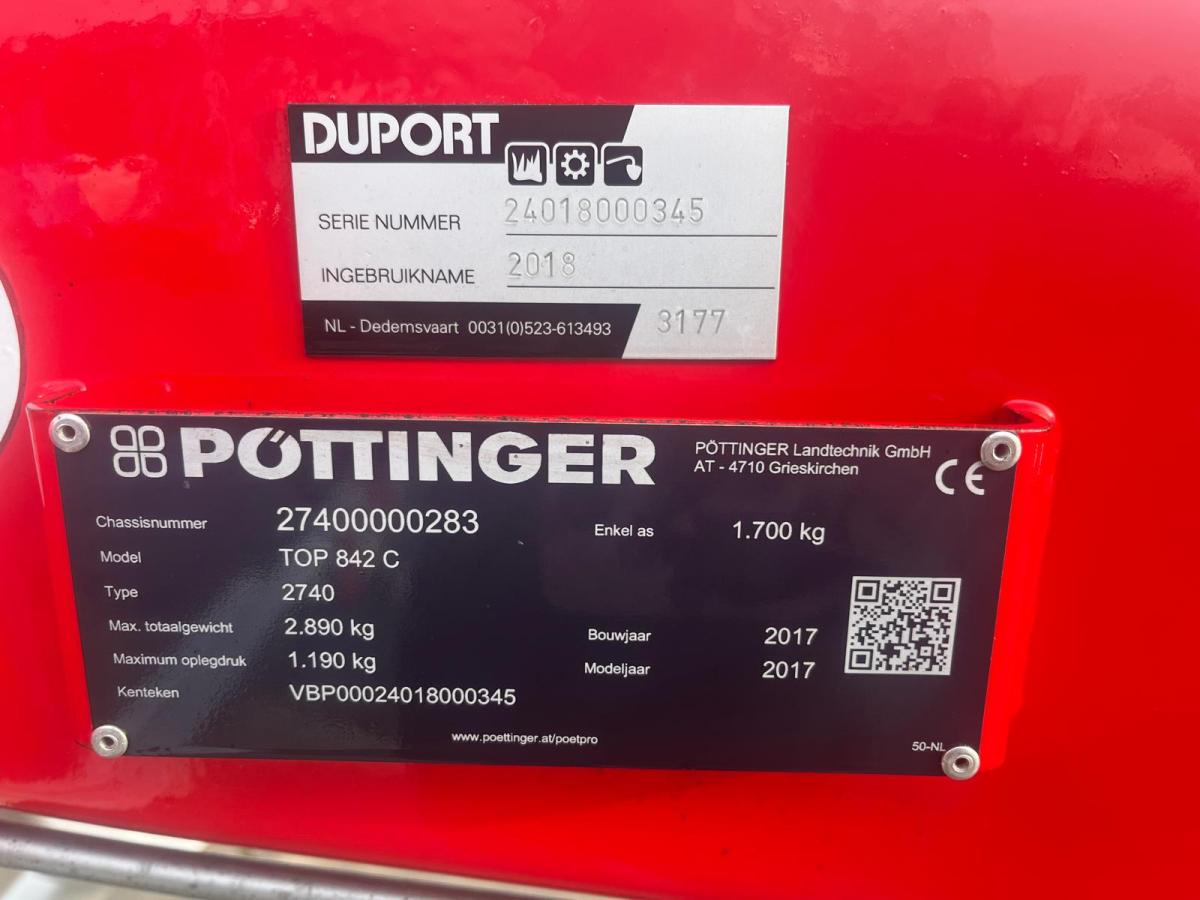 DUPORT
SERIE NUMMER 24018000345
INGEBRUIKNAME 2018
NL - Dedemsvaart 0031(0)523-613493 3177
PÖTTINGER
PÖTTINGER Landtechnik GmbH
AT - 4710 Grieskirchen
CE
Chassisnummer 27400000283 Enkel as 1.700 kg
Model TOP 842 C
Type 2740
Max. totaalgewicht 2.890 kg Bouwjaar 2017
Maximum oplegdruk 1.190 kg Modeljaar 2017
Kenteken VBP00024018000345
www.poettinger.at/poetpro
50-NL